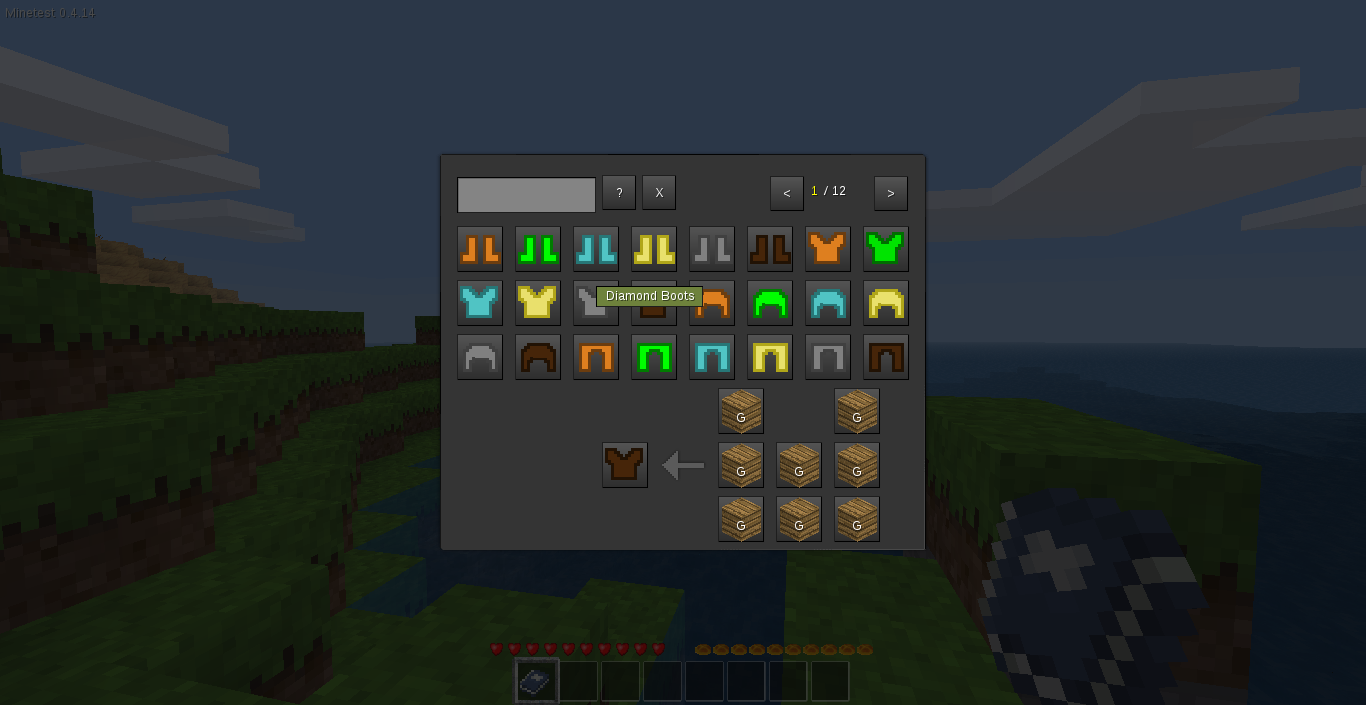 Minetest 0.4.14
? X < 1 / 12 >
Diamond Boots
G G
G G G
G G G